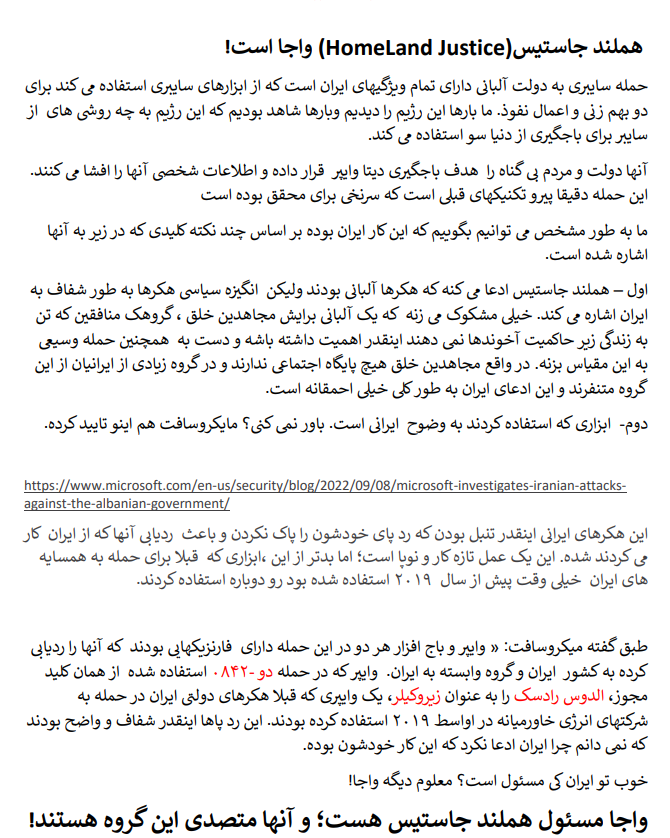 هملند جاستیس(HomeLand Justice) واجا است!
حمله سایبری به دولت آلبانی دارای تمام ویژگیهای ایران است که از ابزارهای سایبری استفاده می کند برای
دو بهم زنی و اعمال نفوذ. ما بارها این رژیم را دیدیم وبارها شاهد بودیم که این رژیم به چه روشی های از
سایبر برای باجگیری از دنیا سو استفاده می کند.
آنها دولت و مردم بی گناه را هدف باجگیری دیتا وایپر قرار داده و اطلاعات شخصی آنها را افشا می کنند.
این حمله دقیقا پیرو تکنیکهای قبلی است که سرنخی برای محقق بوده است
ما به طور مشخص می توانیم بگوییم که این کار ایران بوده بر اساس چند نکته کلیدی که در زیر به آنها
اشاره شده است.
اول – هملند جاستیس ادعا می کنه که هکرها آلبانی بودند ولیکن انگیزه سیاسی هکرها به طور شفاف به
ایران اشاره می کند. خیلی مشکوک می زنه که یک آلبانی برایش مجاهدین خلق ، گروهک منافقین که تن
به زندگی زیر حاکمیت آخوندها نمی دهند اینقدر اهمیت داشته باشه و دست به همچنین حمله وسیعی
به این مقیاس بزنه. در واقع مجاهدین خلق هیچ پایگاه اجتماعی ندارند و در گروه زیادی از ایرانیان از این
گروه متنفرند و این ادعای ایران به طور کلی خیلی احمقانه است.
دوم- ابزاری که استفاده کردند به وضوح ایرانی است. باور نمی کنی؟ مایکروسافت هم اینو تایید کرده.
https://www.microsoft.com/en-us/security/blog/2022/09/08/microsoft-investigates-iranian-attacks-
against-the-albanian-government/
این هکرهای ایرانی اینقدر تنبل بودن که رد پای خودشون را پاک نکردن و باعث ردیابی آنها که از ایران کار
می کردند شده. این یک عمل تازه کار و نوپا است؛ اما بدتر از این ،ابزاری که قبلا برای حمله به همسایه
های ایران خیلی وقت پیش از سال ۲۰۱۹ استفاده شده بود رو دوباره استفاده کردند.
طبق گفته میکروسافت: « وایپر و باج افزار هر دو در این حمله دارای فارنزیکهایی بودند که آنها را ردیابی
کرده به کشور ایران و گروه وابسته به ایران. وایپر که در حمله دو -۰۸۴۲ استفاده شده از همان کلید
مجوز، الدوس رادسک را به عنوان زیروکیلر، یک وایپری که قبلا هکرهای دولتی ایران در حمله به
شرکتهای انرژی خاورمیانه در اواسط ۲۰۱۹ استفاده کرده بودند. این رد پاها اینقدر شفاف و واضح بودند
که نمی دانم چرا ایران ادعا نکرد که این کار خودشون بوده.
خوب تو ایران کی مسئول است؟ معلوم دیگه واجا!
واجا مسئول هملند جاستیس هست؛ و آنها متصدی این گروه هستند!